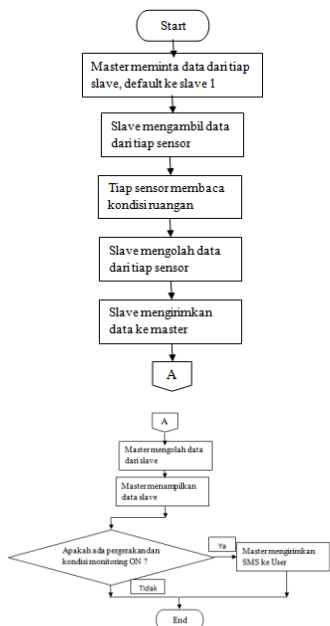 Start
Master meminta data dari tiap
slave, default ke slave 1
Slave mengambil data
dari tiap sensor
Tiap sensor membaca
kondisi ruangan
Slave mengolah data
dari tiap sensor
Slave mengirimkan
data ke master
A
A
Master mengolah data
dari slave
Master menampilkan
data slave
Apakah ada pergerakan dan
kondisi monitoring ON ?
Ya
Master mengirimkan
SMS ke User
Tidak
End